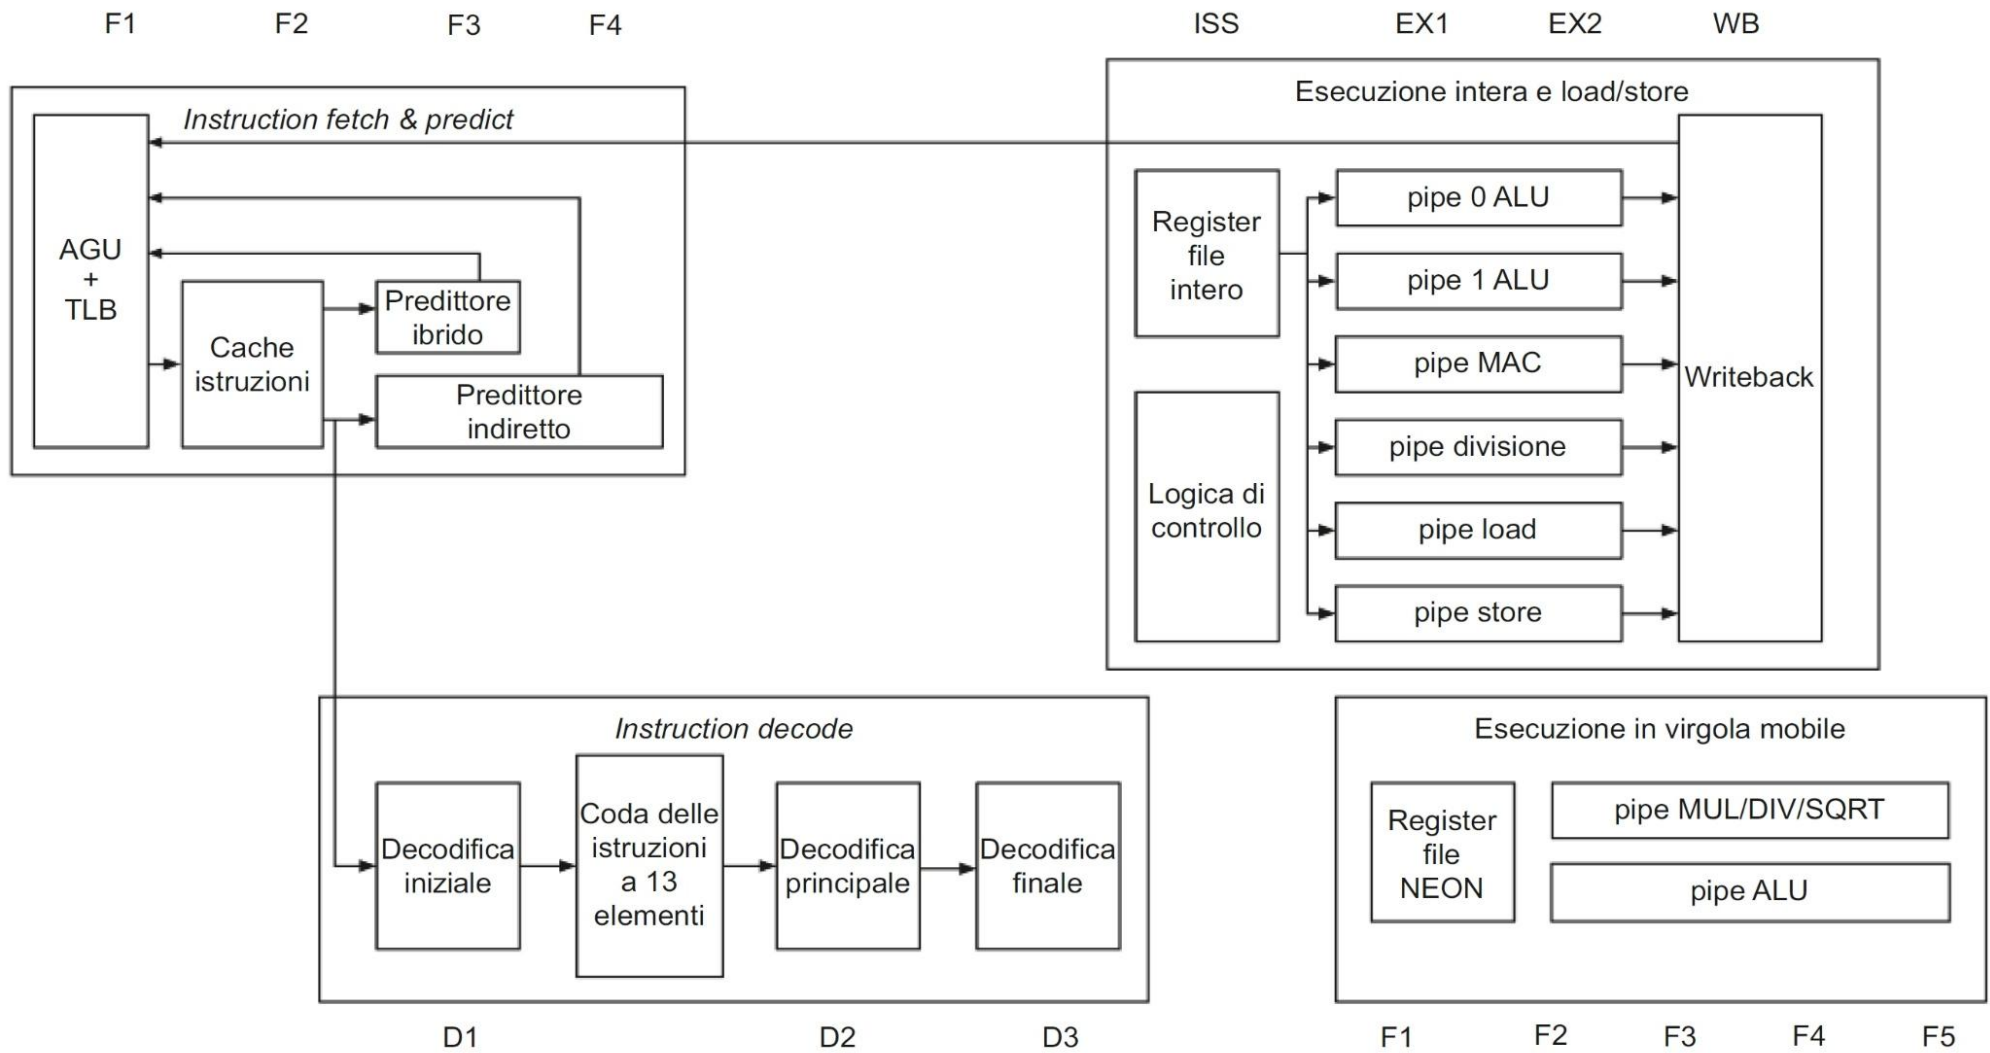 F1 F2 F3 F4
Instruction fetch & predict
AGU
+
TLB
Cache
istruzioni
Predittore
ibrido
Predittore
indiretto
ISS EX1 EX2 WB
Esecuzione intera e load/store
Register
file
intero
Logica di
controllo
pipe 0 ALU
pipe 1 ALU
pipe MAC
pipe divisione
pipe load
pipe store
Writeback
Instruction decode
Decodifica
iniziale
Coda delle
istruzioni
a 13
elementi
Decodifica
principale
Decodifica
finale
D1 D2 D3
Esecuzione in virgola mobile
Register
file
NEON
pipe MUL/DIV/SQRT
pipe ALU
F1 F2 F3 F4 F5